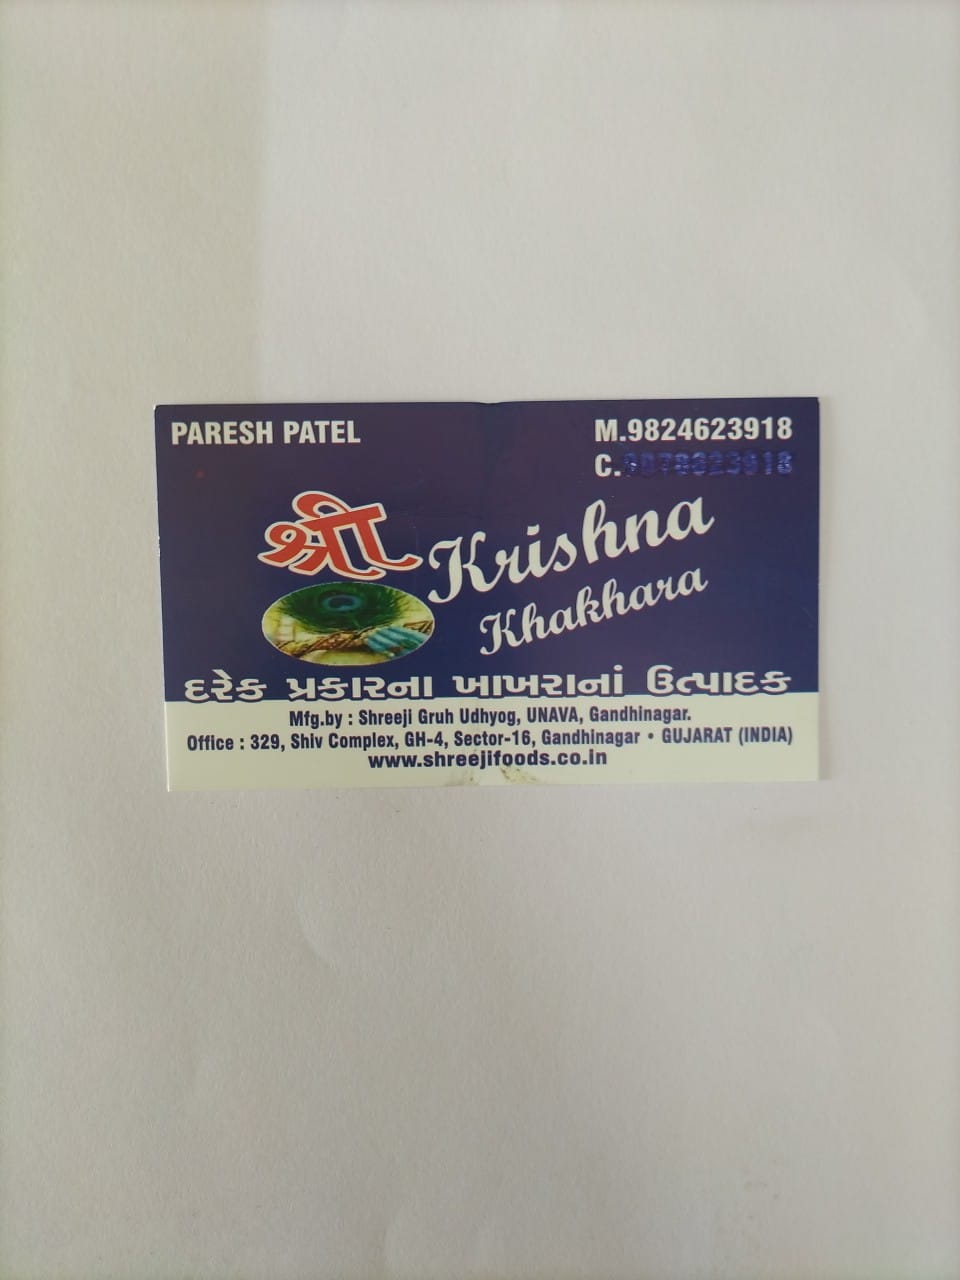 PARESH PATEL
M.9824623918
C.
શ્રી
Krishna
Khakhara
દરેક પ્રકારના ખાખરાનાં ઉત્પાદક
Mfg.by : Shreeji Gruh Udhyog, UNAVA, Gandhinagar.
Office : 329, Shiv Complex, GH-4, Sector-16, Gandhinagar • GUJARAT (INDIA)
www.shreejifoods.co.in